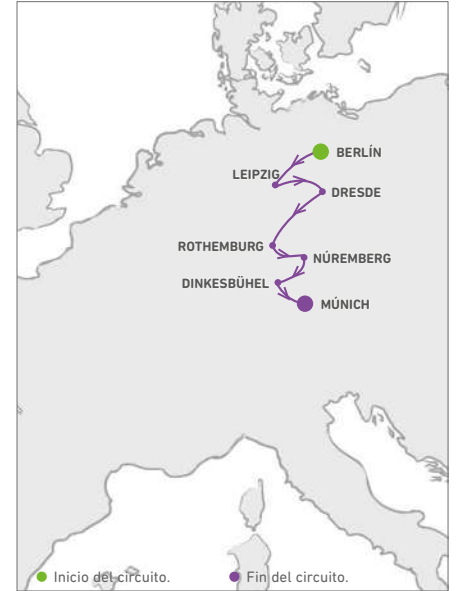 BERLÍN
LEIPZIG
DRESDE
ROTHEMBURG
NÚREMBERG
DINKESBÜHEL
MÚNICH
Inicio del circuito.
Fin del circuito.